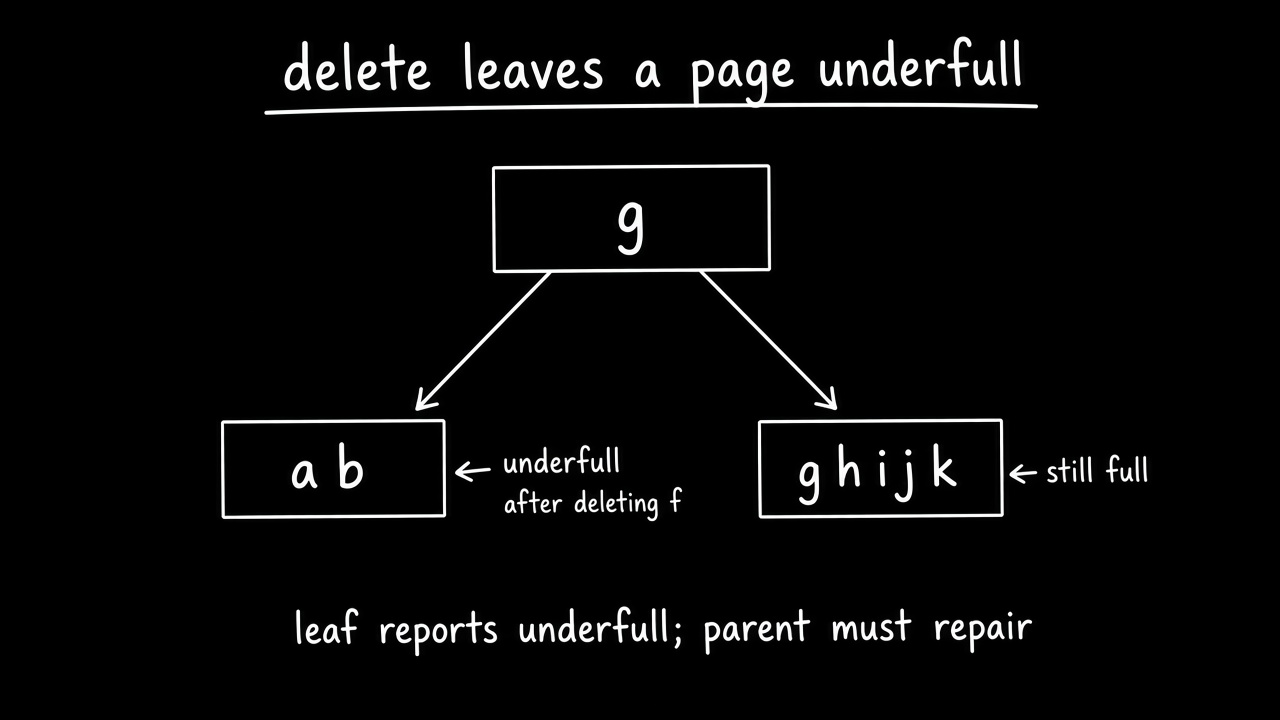 delete leaves a page underfull
g
a b
underfull
after deleting f
g h i j k
still full
leaf reports underfull; parent must repair